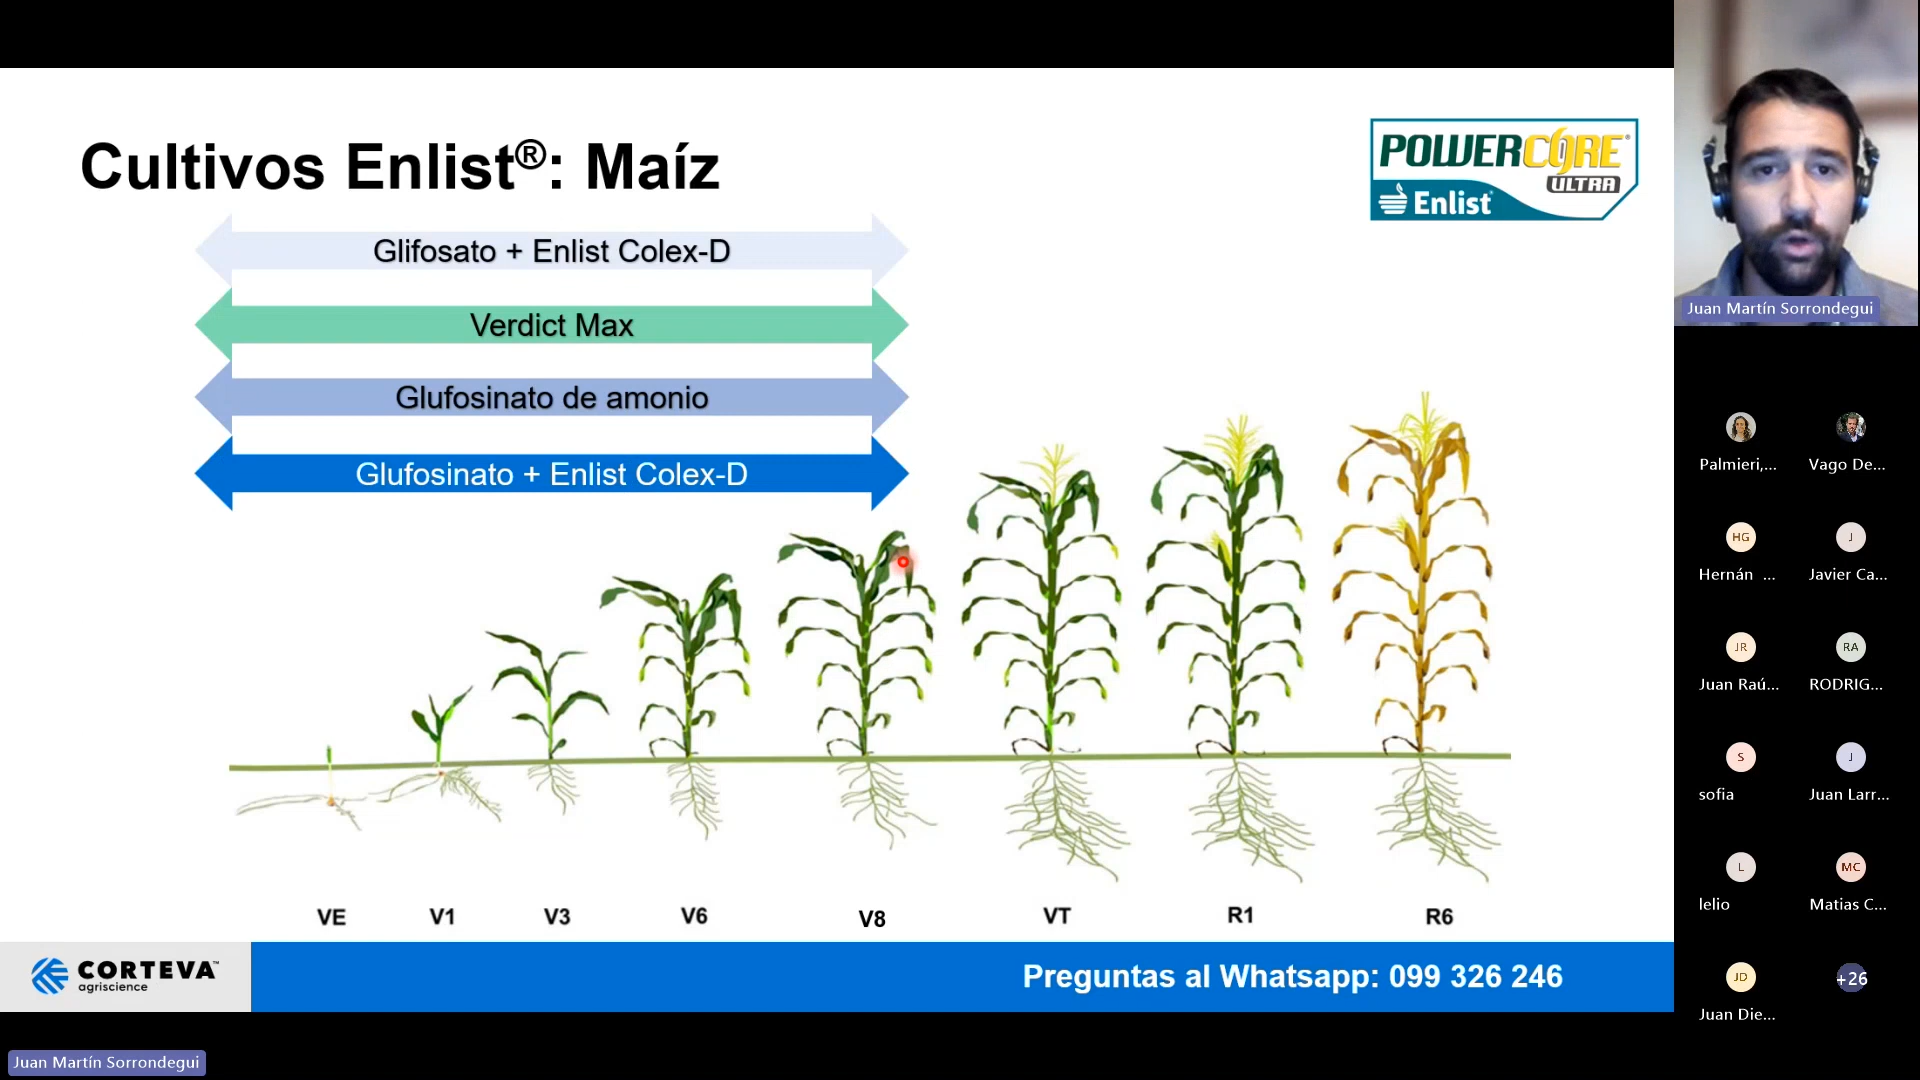 Cultivos Enlist®: Maíz
POWERCORE®
ULTRA
Enlist
Glifosato + Enlist Colex-D
Verdict Max
Glufosinato de amonio
Glufosinato + Enlist Colex-D
VE V1 V3 V6 V8 VT R1 R6
CORTEVA™
agriscience
Preguntas al Whatsapp: 099 326 246
Juan Martín Sorrondegui
Juan Martín Sorrondegui
Palmieri,... Vago De...
HG J
Hernán ... Javier Ca...
JR RA
Juan Raú... RODRIG...
S J
sofia Juan Larr...
L MC
lelio Matias C...
JD +26
Juan Die...